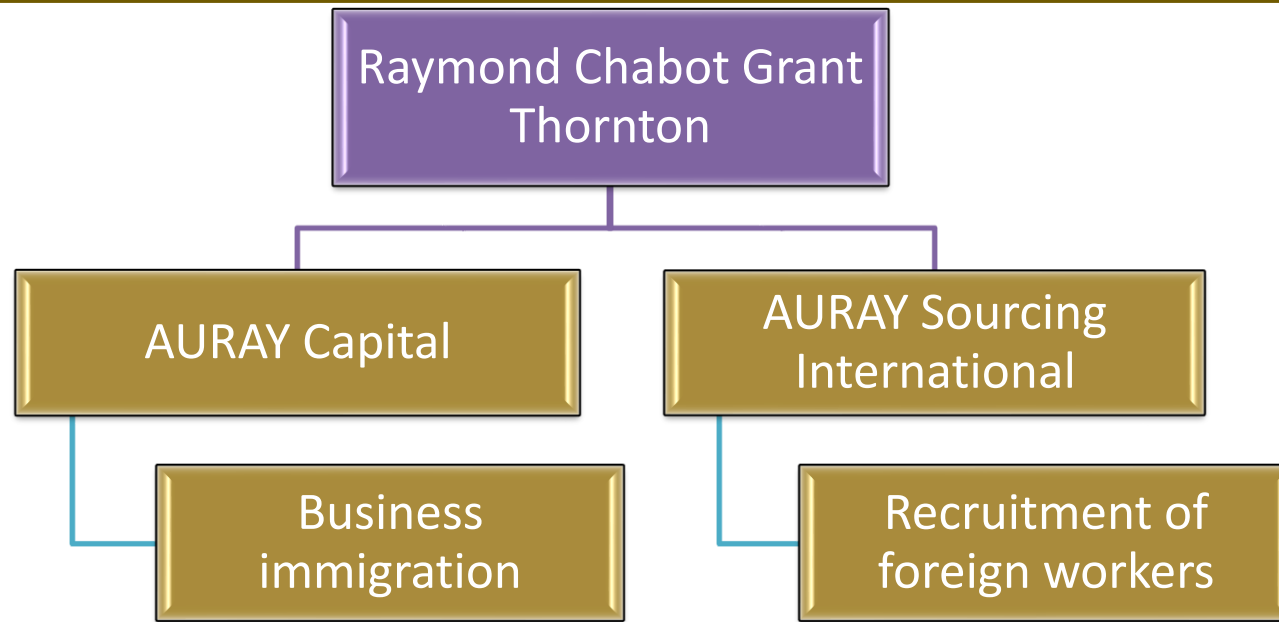 Raymond Chabot Grant
Thornton
AURAY Capital
AURAY Sourcing
International
Business
immigration
Recruitment of
foreign workers